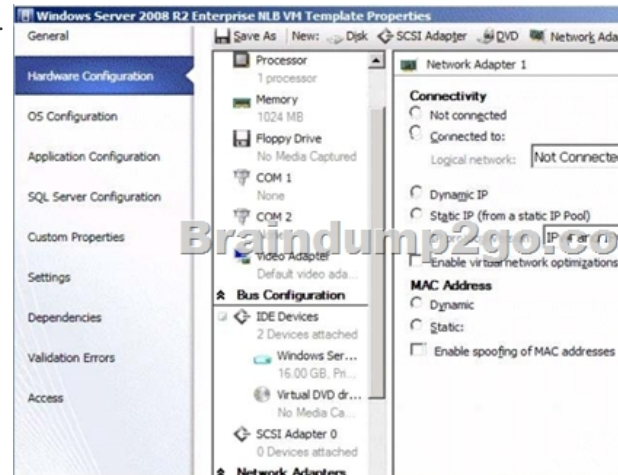 Windows Server 2008 R2 Enterprise NLB VM Template Properties
General
Hardware Configuration
OS Configuration
Application Configuration
SQL Server Configuration
Custom Properties
Settings
Dependencies
Validation Errors
Access
Save As New: Disk SCSI Adapter DVD Network Ada
Processor
1 processor
Memory
1024 MB
Floppy Drive
No Media Captured
COM 1
None
COM 2
Video Adapter
Default video ada...
Bus Configuration
IDE Devices
2 Devices attached
Windows Ser...
16.00 GB, Pri...
Virtual DVD dr...
No Media Ca...
SCSI Adapter 0
0 Devices attached
Network Adapters
Network Adapter 1
Connectivity
Not connected
Connected to:
Logical network: Not Connected
Dynamic IP
Static IP (from a static IP Pool)
Enable virtual network optimizations
MAC Address
Dynamic
Static:
Enable spoofing of MAC addresses
Braindump2go.co